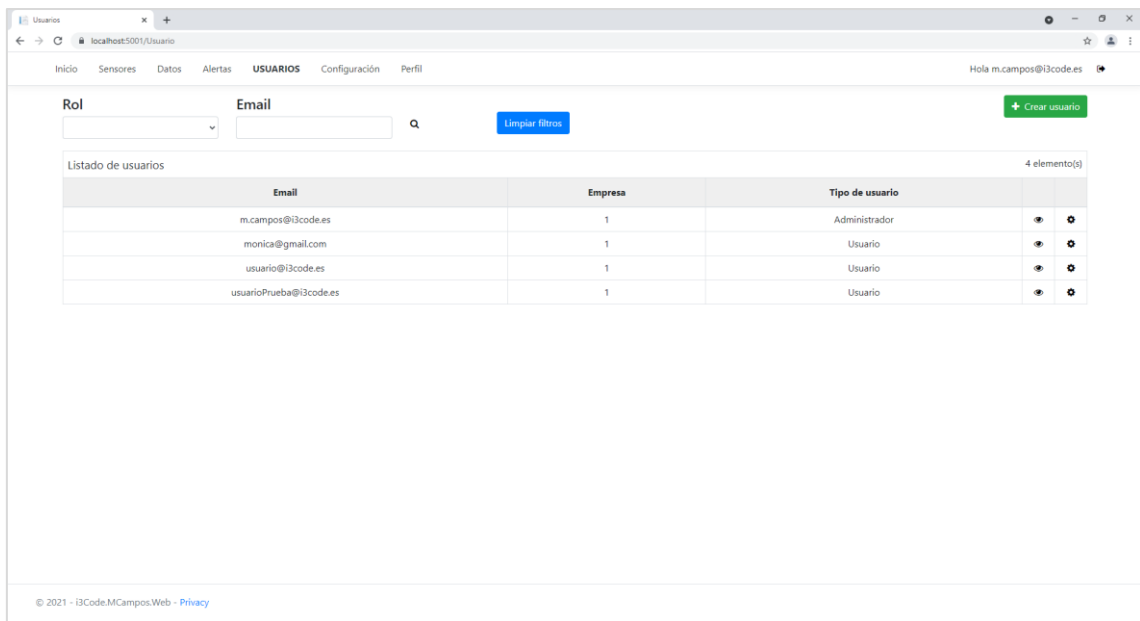 Usuarios
localhost:5001/Usuario
Inicio Sensores Datos Alertas USUARIOS Configuración Perfil Hola m.campos@i3code.es
Rol Email
Crear usuario
Limpiar filtros
Listado de usuarios 4 elemento(s)
Email Empresa Tipo de usuario
m.campos@i3code.es 1 Administrador
monica@gmail.com 1 Usuario
usuario@i3code.es 1 Usuario
usuarioPrueba@i3code.es 1 Usuario
© 2021 - i3Code.MCampos.Web - Privacy